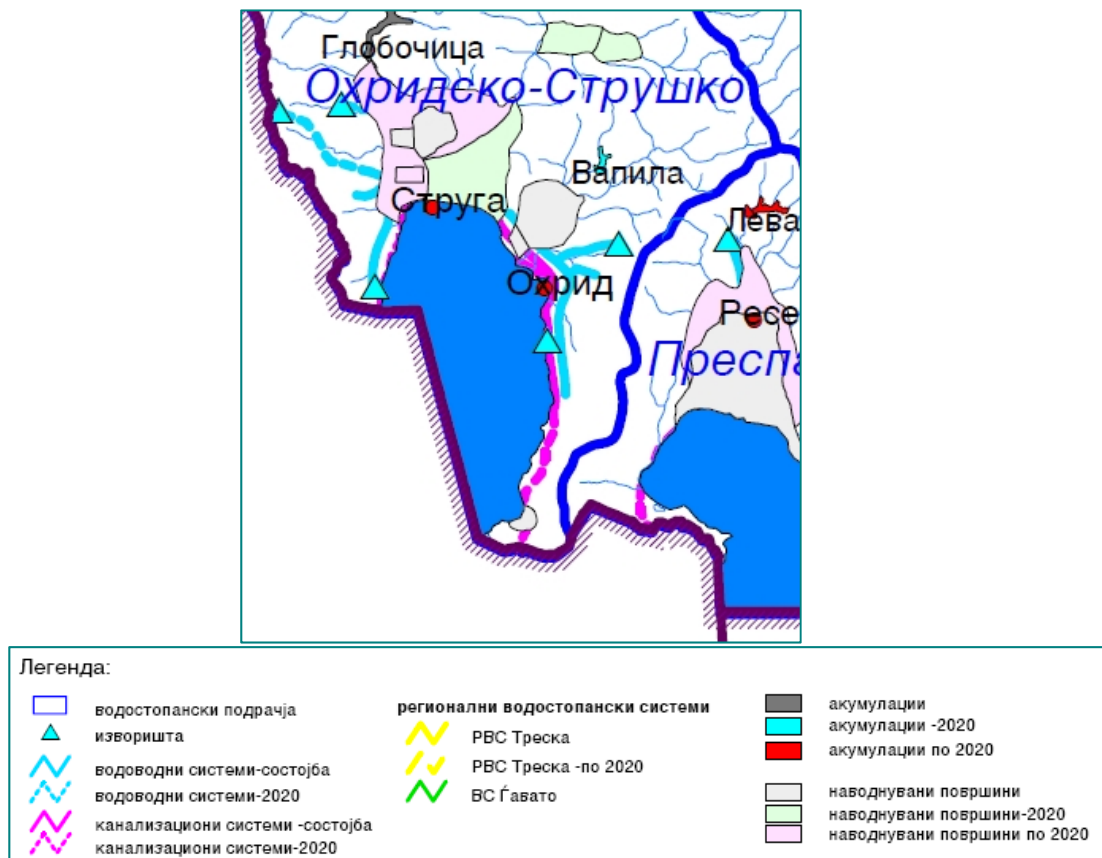 Глобочица
Охридско-Струшко
Вапила
Струга
Лева
Охрид
Ресе
Преспа
Легенда:
водостопански подрачја
изворишта
водоводни системи-состојба
водоводни системи-2020
канализациони системи -состојба
канализациони системи-2020
регионални водостопански системи
РВС Треска
РВС Треска -по 2020
ВС Ѓавато
акумулации
акумулации -2020
акумулации по 2020
наводнувани површини
наводнувани површини-2020
наводнувани површини по 2020